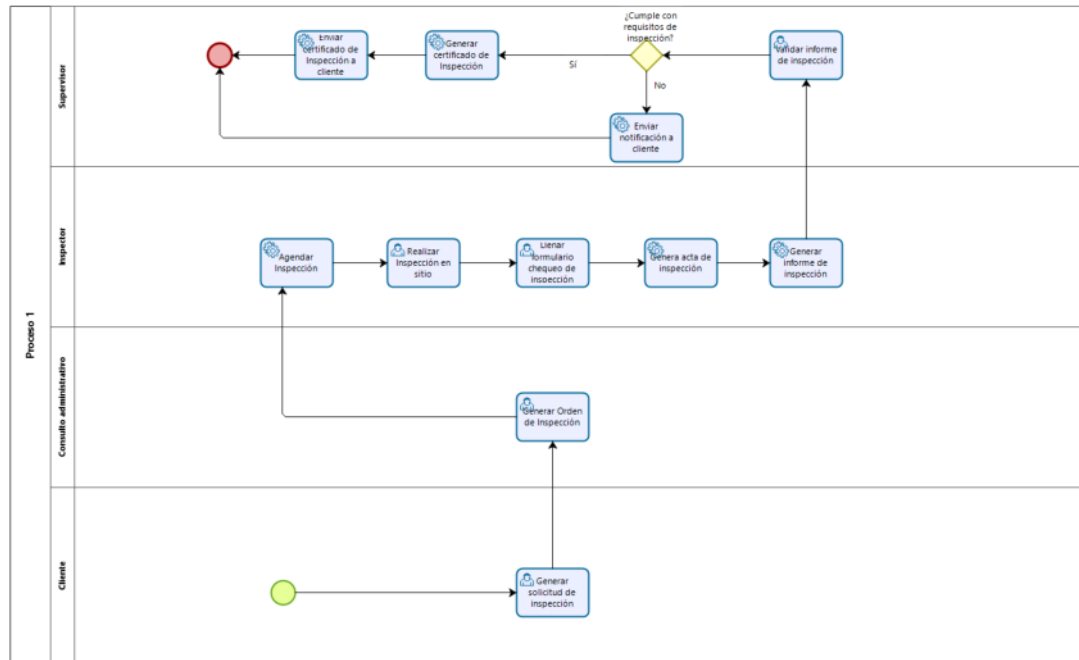 Proceso 1
Supervisor
Enviar
certificado de
Inspección a
cliente
Generar
certificado de
Inspección
Sí
¿Cumple con
requisitos de
inspección?
No
Validar informe
de inspección
Enviar
notificación a
cliente
Inspector
Agendar
Inspección
Realizar
Inspección en
sitio
Llenar
formulario
chequeo de
inspección
Genera acta de
inspección
Generar
informe de
inspección
Consulto administrativo
Generar Orden
de Inspección
Cliente
Generar
solicitud de
inspección